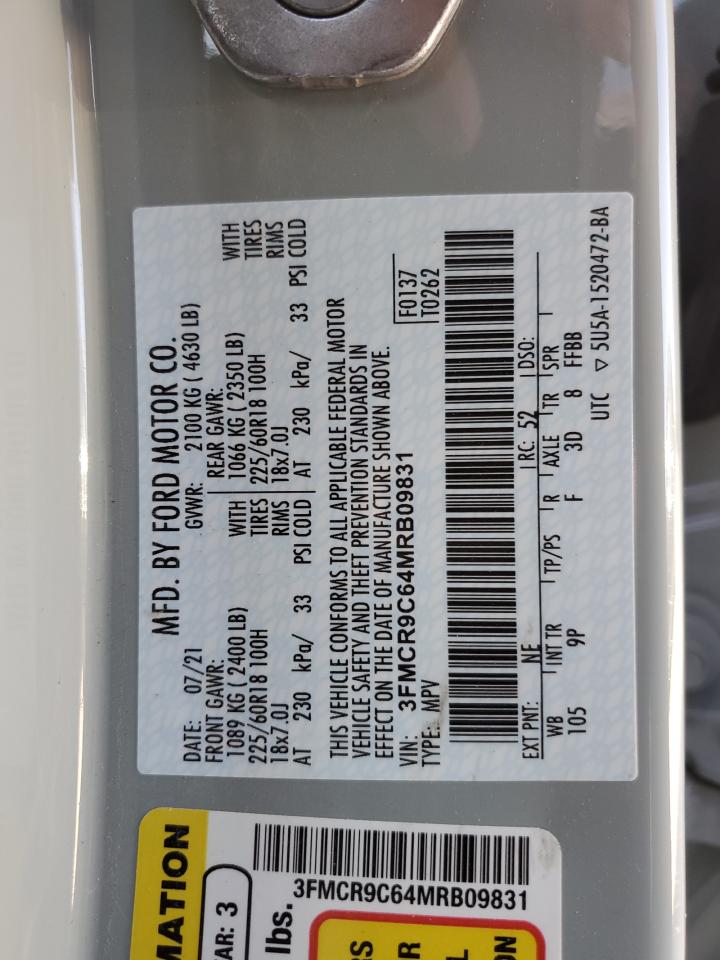 MFD. BY FORD MOTOR CO.
DATE: 07/21 GVWR: 2100 KG ( 4630 LB)
FRONT GAWR: REAR GAWR:
1089 KG ( 2400 LB) WITH 1066 KG ( 2350 LB) WITH
225/60R18 100H TIRES 225/60R18 100H TIRES
18x7.0J RIMS 18x7.0J RIMS
AT 230 kPa/ 33 PSI COLD AT 230 kPa/ 33 PSI COLD
THIS VEHICLE CONFORMS TO ALL APPLICABLE FEDERAL MOTOR
VEHICLE SAFETY AND THEFT PREVENTION STANDARDS IN
EFFECT ON THE DATE OF MANUFACTURE SHOWN ABOVE.
VIN: 3FMCR9C64MRB09831 F0137
TYPE: MPV T0262
EXT PNT: NE RC: 52 DSO:
WB INT TR TP/PS R AXLE TR SPR
105 9P F 3D 8 FFBB
UTC ▽ 5U5A-1520472-BA
MATION
AR: 3
3FMCR9C64MRB09831
lbs.
RS
R
L
ON